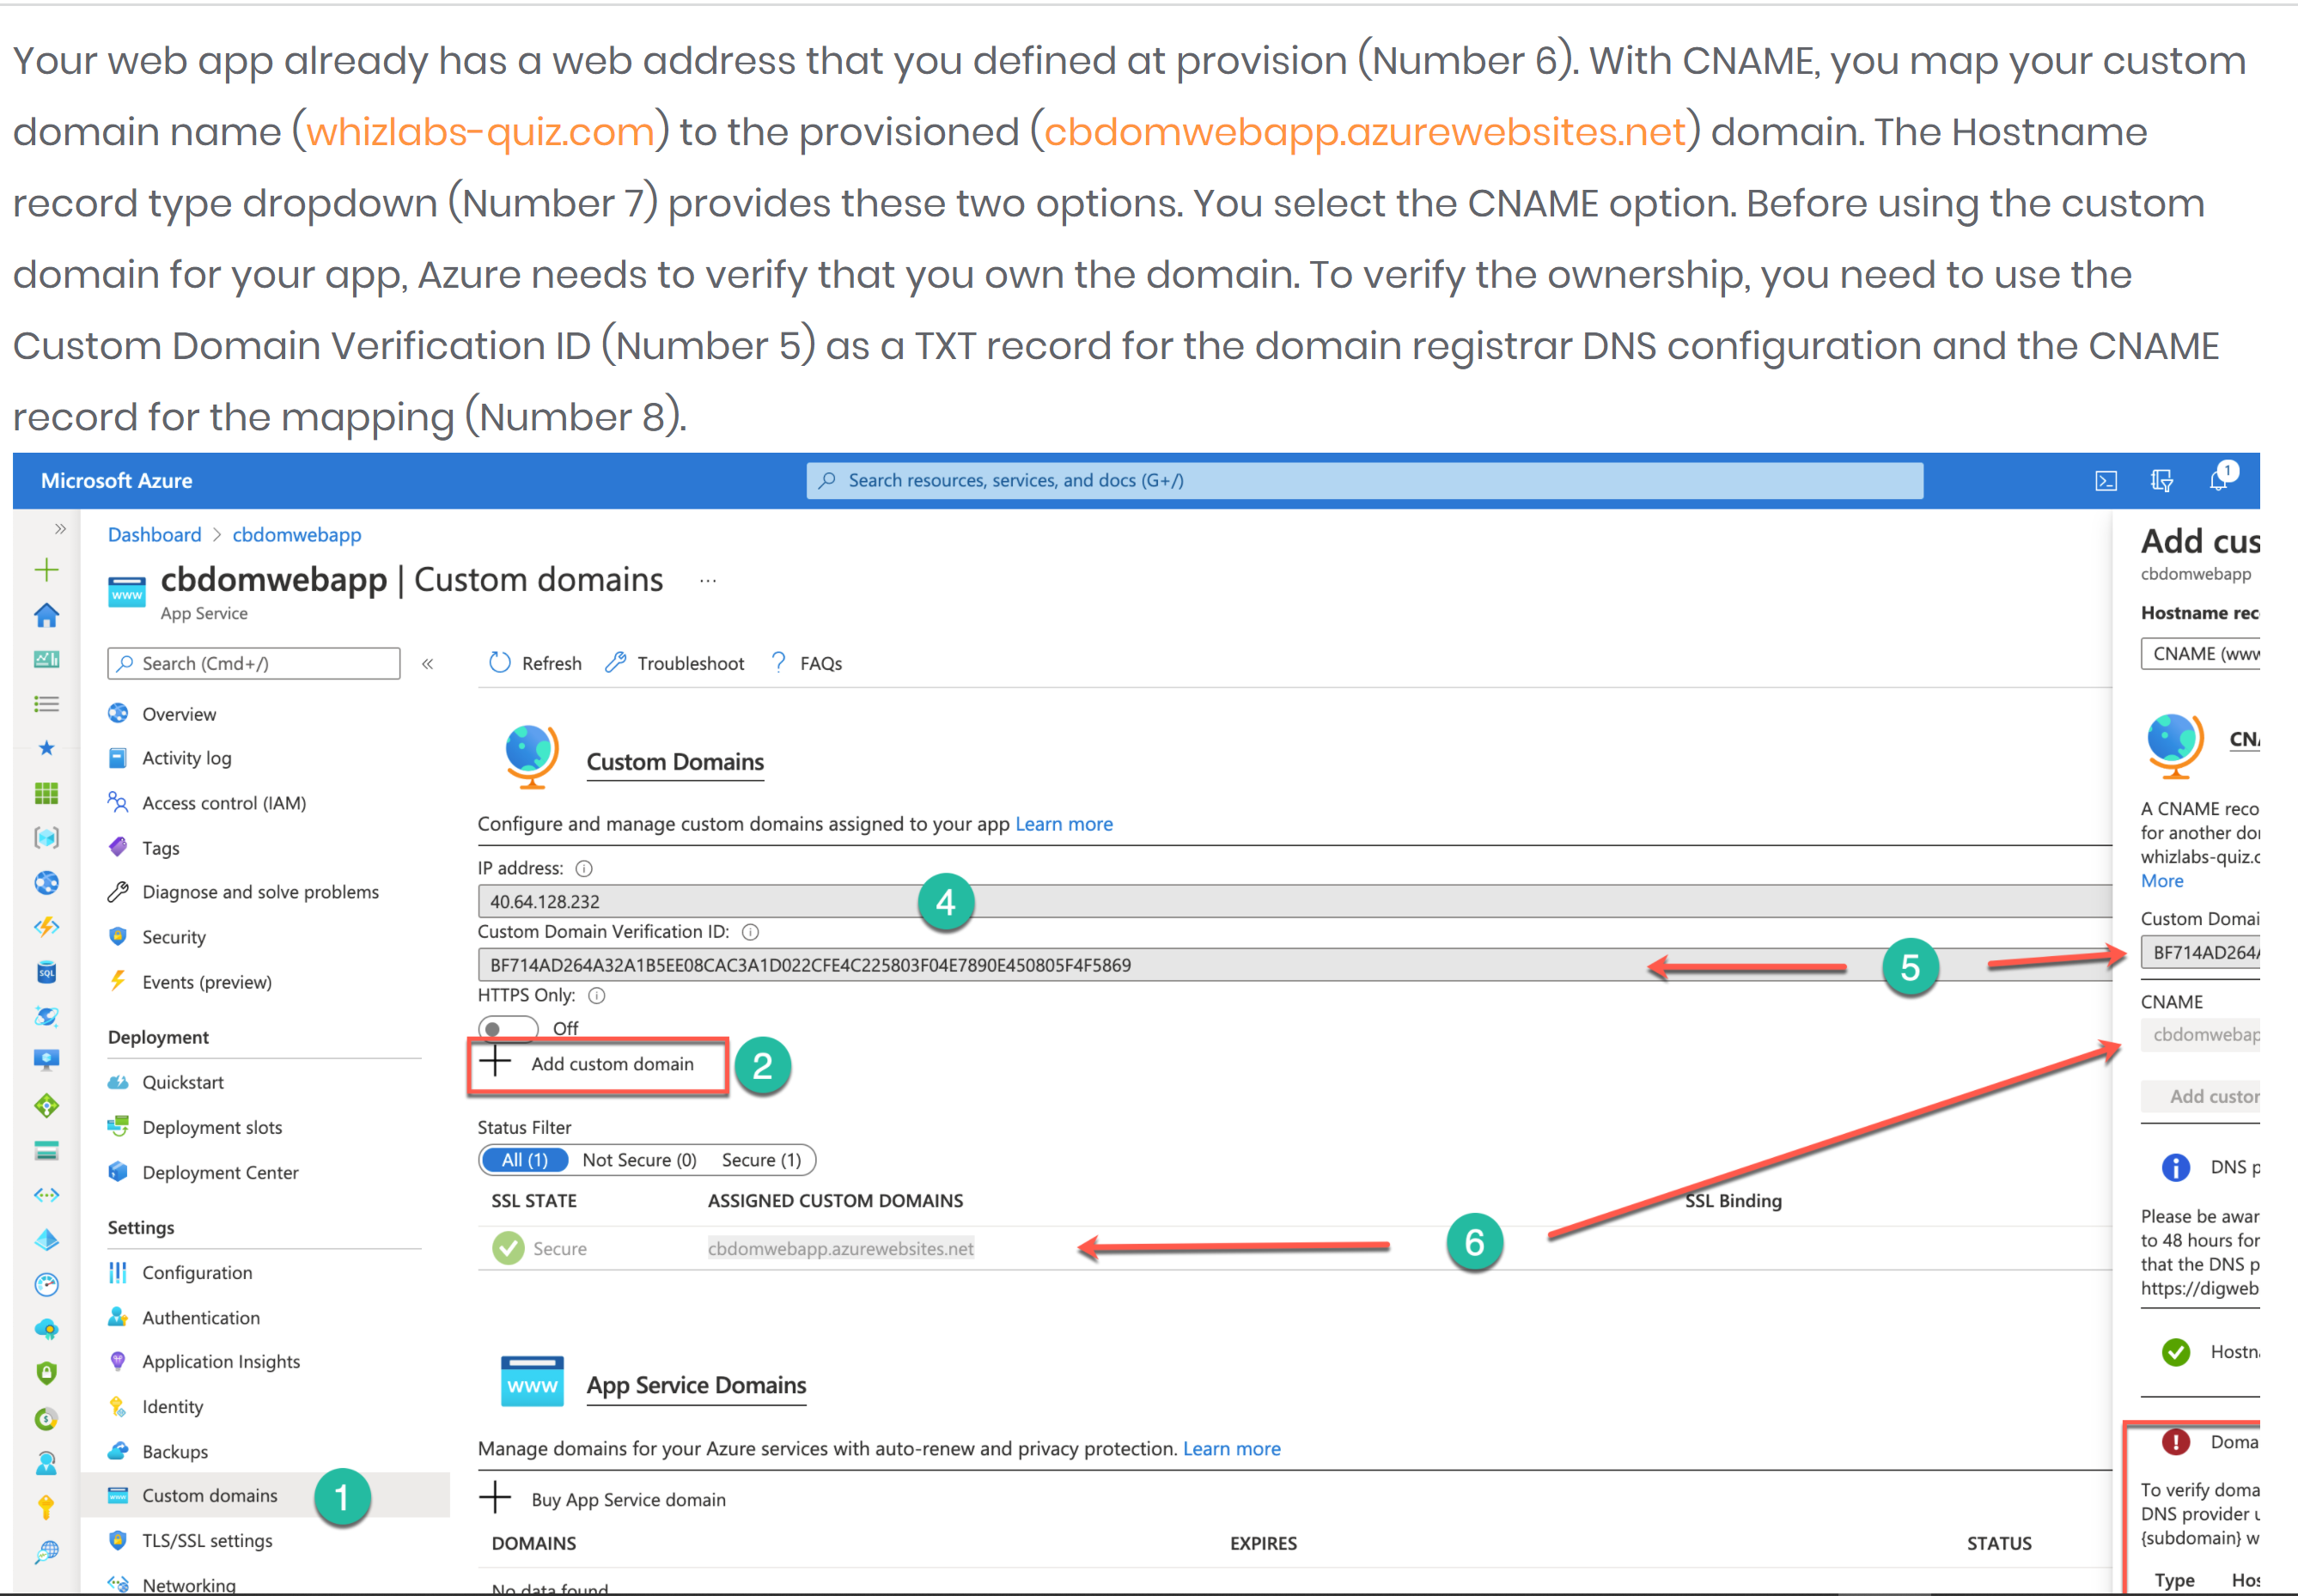 Your web app already has a web address that you defined at provision (Number 6). With CNAME, you map your custom
domain name (whizlabs-quiz.com) to the provisioned (cbdomwebapp.azurewebsites.net) domain. The Hostname
record type dropdown (Number 7) provides these two options. You select the CNAME option. Before using the custom
domain for your app, Azure needs to verify that you own the domain. To verify the ownership, you need to use the
Custom Domain Verification ID (Number 5) as a TXT record for the domain registrar DNS configuration and the CNAME
record for the mapping (Number 8).
Microsoft Azure
Search resources, services, and docs (G+/)
1
Dashboard > cbdomwebapp
cbdomwebapp | Custom domains ...
App Service
Search (Cmd+/)
«
Overview
Activity log
Access control (IAM)
Tags
Diagnose and solve problems
Security
Events (preview)
Deployment
Quickstart
Deployment slots
Deployment Center
Settings
Configuration
Authentication
Application Insights
Identity
Backups
Custom domains
1
TLS/SSL settings
Networking
Refresh
Troubleshoot
? FAQs
Custom Domains
Configure and manage custom domains assigned to your app Learn more
IP address:
40.64.128.232
4
Custom Domain Verification ID:
BF714AD264A32A1B5EE08CAC3A1D022CFE4C225803F04E7890E450805F4F5869
5
HTTPS Only:
Off
+ Add custom domain
2
Status Filter
All (1) Not Secure (0) Secure (1)
SSL STATE ASSIGNED CUSTOM DOMAINS SSL Binding
Secure cbdomwebapp.azurewebsites.net
6
www
App Service Domains
Manage domains for your Azure services with auto-renew and privacy protection. Learn more
+ Buy App Service domain
DOMAINS EXPIRES STATUS
No data found
Add cus
cbdomwebapp
Hostname rec
CNAME (www
CNA
A CNAME reco
for another do
whizlabs-quiz.c
More
Custom Domai
BF714AD264A
CNAME
cbdomwebap
Add custor
DNS p
Please be awar
to 48 hours for
that the DNS p
https://digweb
Hostn
Doma
To verify doma
DNS provider u
{subdomain} w
Type Hos